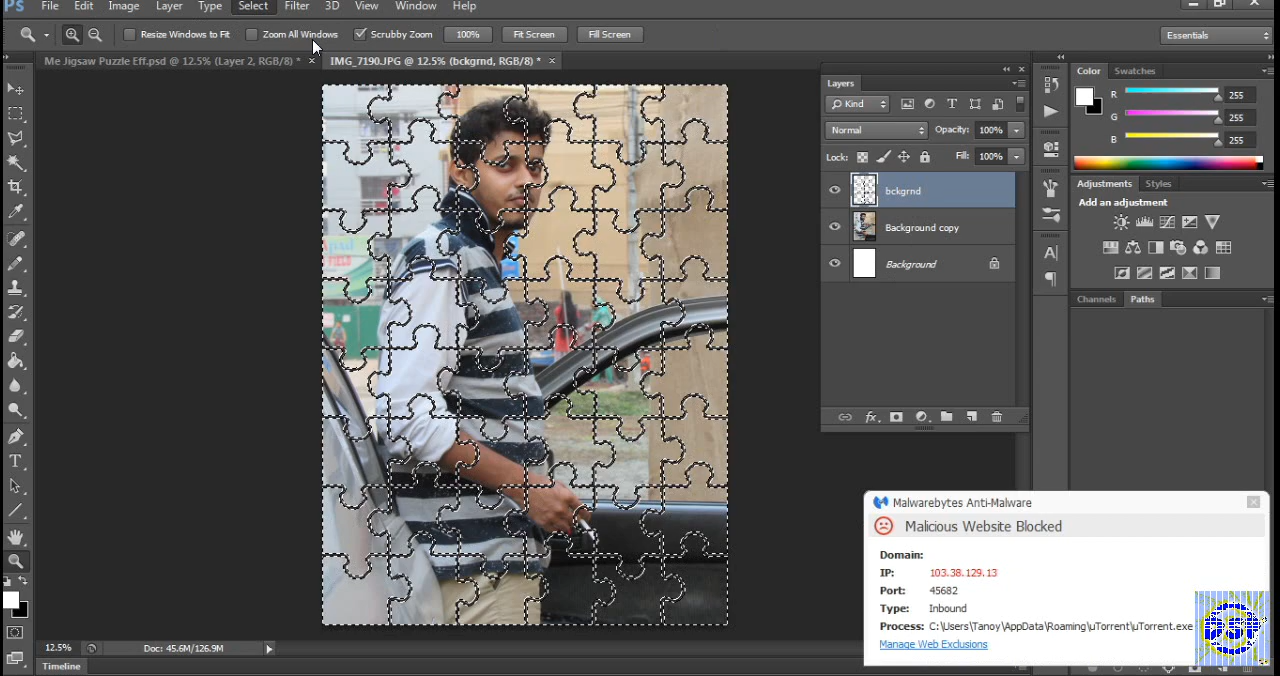 Ps File Edit Image Layer Type Select Filter 3D View Window Help
Resize Windows to Fit Zoom All Windows Scrubby Zoom 100% Fit Screen Fill Screen Essentials
Me Jigsaw Puzzle Eff.psd @ 12.5% (Layer 2, RGB/8) * × IMG_7190.JPG @ 12.5% (bckgrnd, RGB/8) * ×
Layers
Kind
Normal Opacity: 100%
Lock: Fill: 100%
bckgrnd
Background copy
Background
Color Swatches
R 255
G 255
B 255
Adjustments Styles
Add an adjustment
Channels Paths
Malwarebytes Anti-Malware
Malicious Website Blocked
Domain:
IP: 103.38.129.13
Port: 45682
Type: Inbound
Process: C:\Users\Tanoy\AppData\Roaming\uTorrent\uTorrent.exe
Manage Web Exclusions
12.5% Doc: 45.6M/126.9M
Timeline